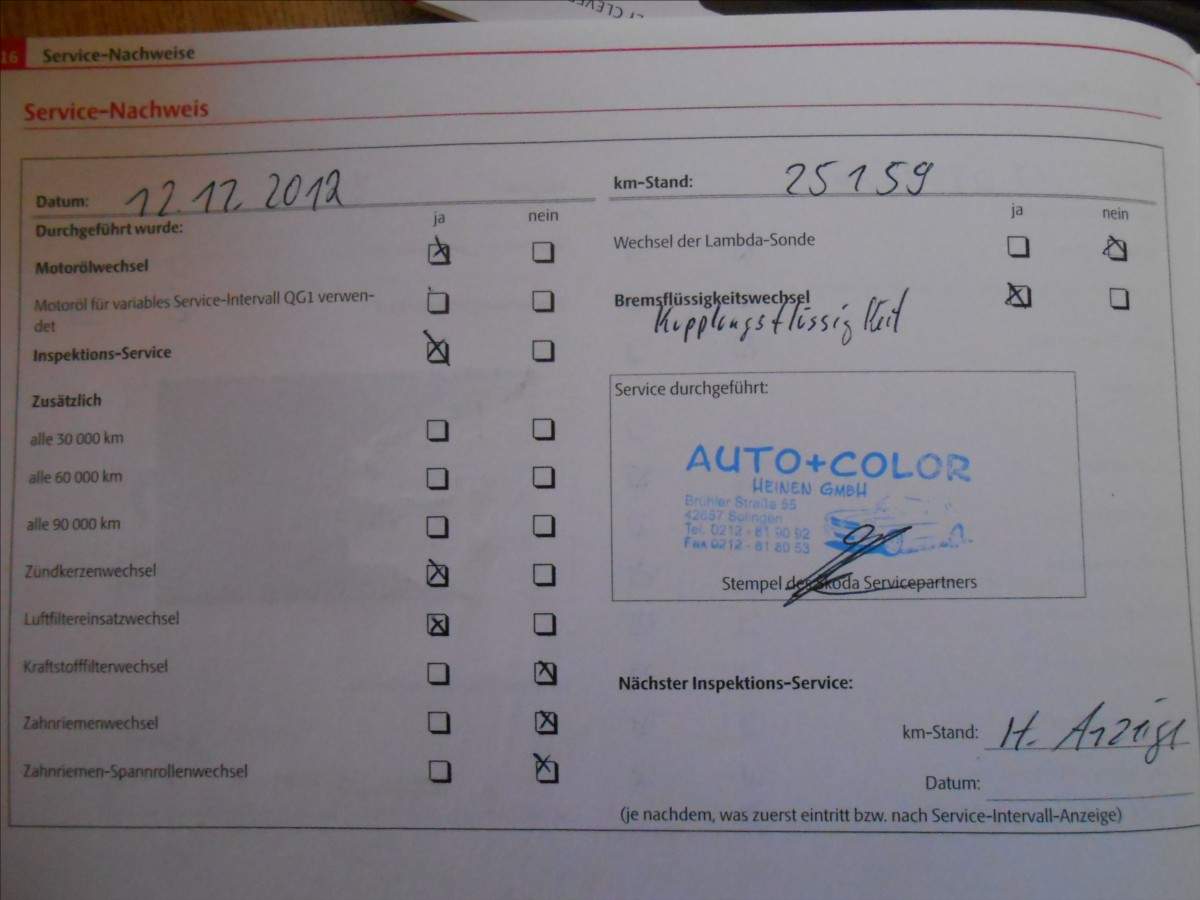 16 Service-Nachweise
Service-Nachweis
Datum: 12.12.2012
Durchgeführt wurde:
ja nein
Motorölwechsel
Motoröl für variables Service-Intervall QG1 verwen-
det
Inspektions-Service
Zusätzlich
alle 30 000 km
alle 60 000 km
alle 90 000 km
Zündkerzenwechsel
Luftfiltereinsatzwechsel
Kraftstofffilterwechsel
Zahnriemenwechsel
Zahnriemen-Spannrollenwechsel
km-Stand: 25159
ja nein
Wechsel der Lambda-Sonde
Bremsflüssigkeitswechsel
Kupplungsflüssigkeit
Service durchgeführt:
AUTO+COLOR
HEINEN GMBH
Brühler Straße 55
42657 Solingen
Tel. 0212 - 81 90 92
Fax 0212 - 81 80 53
Stempel des Skoda Servicepartners
Nächster Inspektions-Service:
km-Stand: H. Anzeige
Datum:
(je nachdem, was zuerst eintritt bzw. nach Service-Intervall-Anzeige)